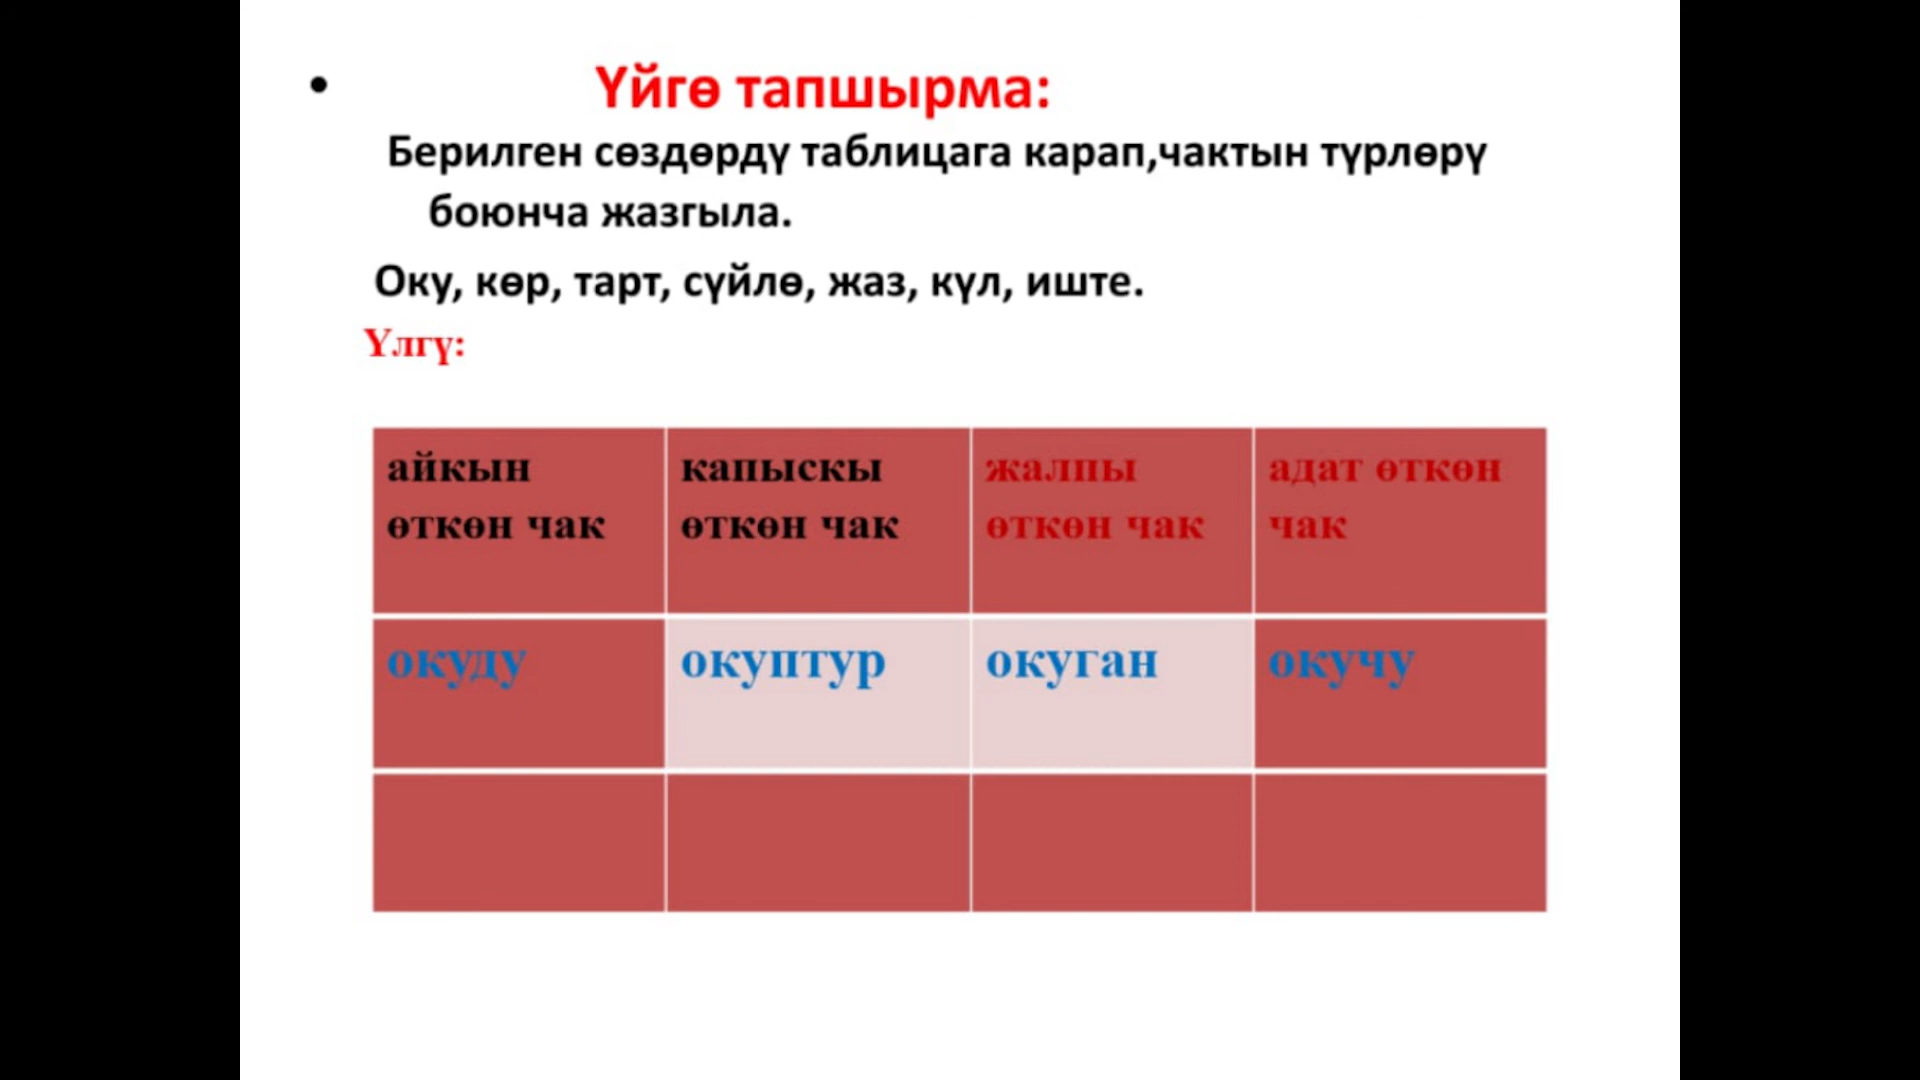 • Үйгө тапшырма:
Берилген сөздөрдү таблицага карап,чактын түрлөрү
боюнча жазгыла.
Оку, көр, тарт, сүйлө, жаз, күл, иште.
Үлгү:
айкын
өткөн чак
капыскы
өткөн чак
жалпы
өткөн чак
адат өткөн
чак
окуду
окуптур
окуган
окучу